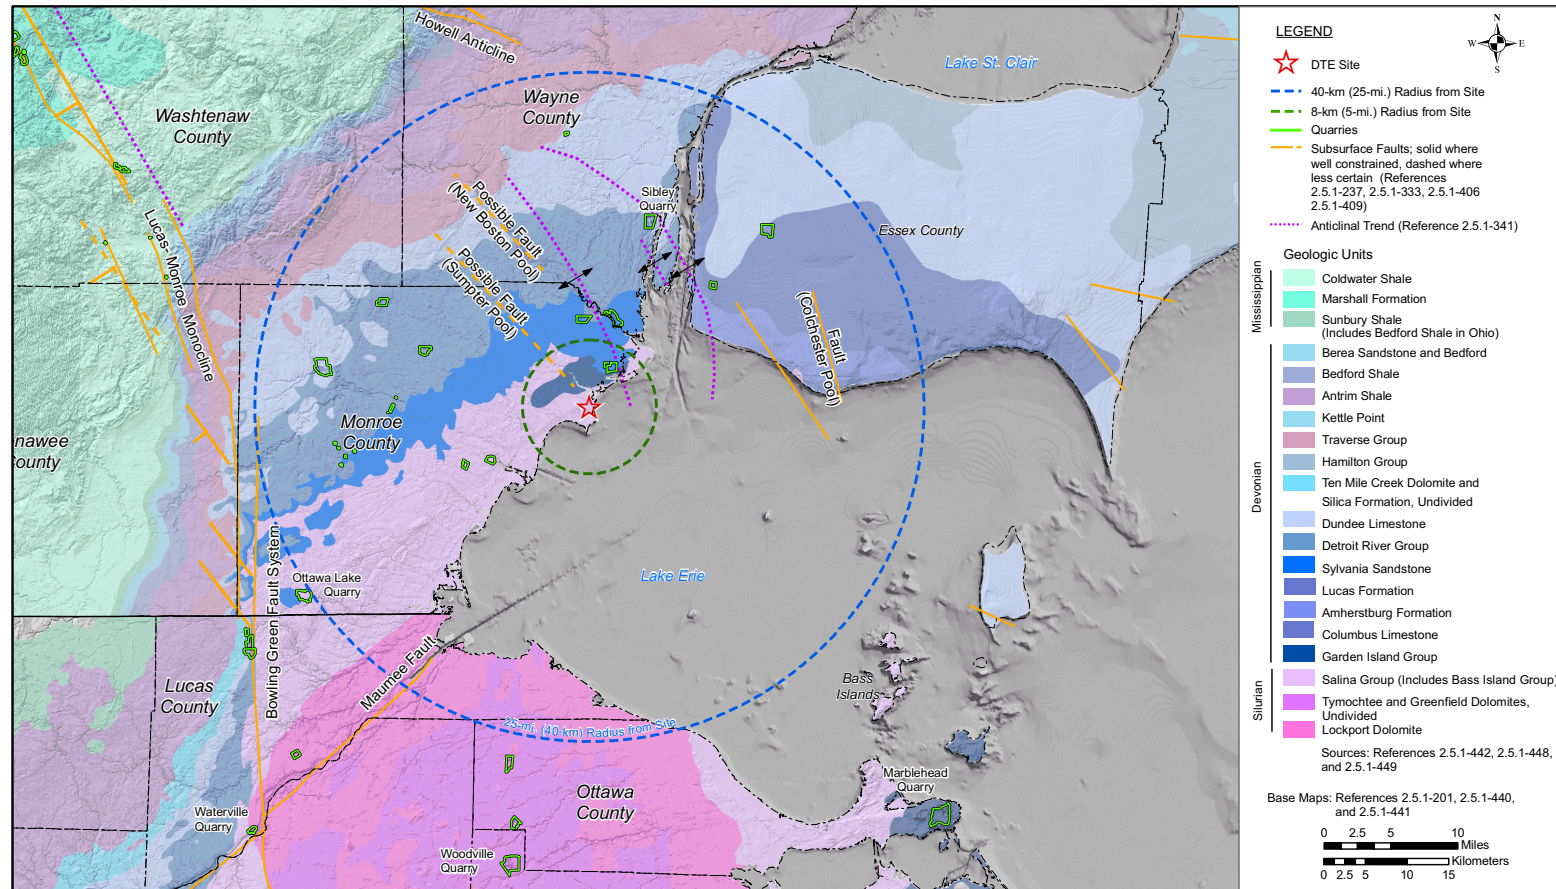 Howell Anticline
Lake St. Clair
Wayne
County
Washtenaw
County
Possible Fault
(New Boston Pool)
Sibley
Quarry
Essex County
Possible Fault
(Sumpter Pool)
Lucas- Monroe Monocline
Fault
(Colchester Pool)
Monroe
County
nawee
County
Lake Erie
Ottawa Lake
Quarry
Bowling Green Fault System
Maumee Fault
Lucas
County
Bass
Islands
25-mi. (40-km) Radius from Site
Marblehead
Quarry
Ottawa
County
Waterville
Quarry
Woodville
Quarry
LEGEND
N
W
E
S
DTE Site
40-km (25-mi.) Radius from Site
8-km (5-mi.) Radius from Site
Quarries
Subsurface Faults; solid where
well constrained, dashed where
less certain (References
2.5.1-237, 2.5.1-333, 2.5.1-406
2.5.1-409)
Anticlinal Trend (Reference 2.5.1-341)
Geologic Units
Mississippian
Coldwater Shale
Marshall Formation
Sunbury Shale
(Includes Bedford Shale in Ohio)
Devonian
Berea Sandstone and Bedford
Bedford Shale
Antrim Shale
Kettle Point
Traverse Group
Hamilton Group
Ten Mile Creek Dolomite and
Silica Formation, Undivided
Dundee Limestone
Detroit River Group
Sylvania Sandstone
Lucas Formation
Amherstburg Formation
Columbus Limestone
Garden Island Group
Silurian
Salina Group (Includes Bass Island Group)
Tymochtee and Greenfield Dolomites,
Undivided
Lockport Dolomite
Sources: References 2.5.1-442, 2.5.1-448,
and 2.5.1-449
Base Maps: References 2.5.1-201, 2.5.1-440,
and 2.5.1-441
0 2.5 5 10
Miles
Kilometers
0 2.5 5 10 15